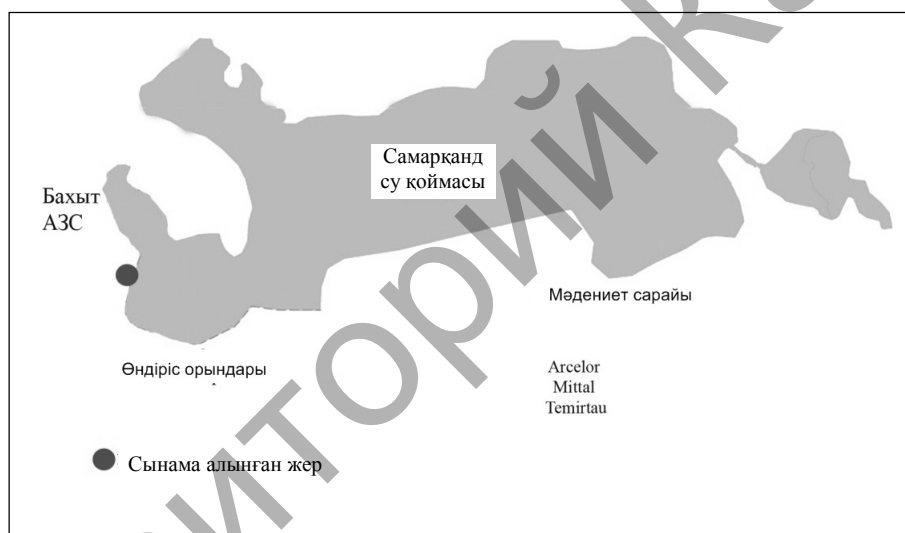 Самарқанд
су қоймасы
Бахыт
АЗС
Мәдениет сарайы
Өндіріс орындары
Arcelor
Mittal
Temirtau
Сынама алынған жер